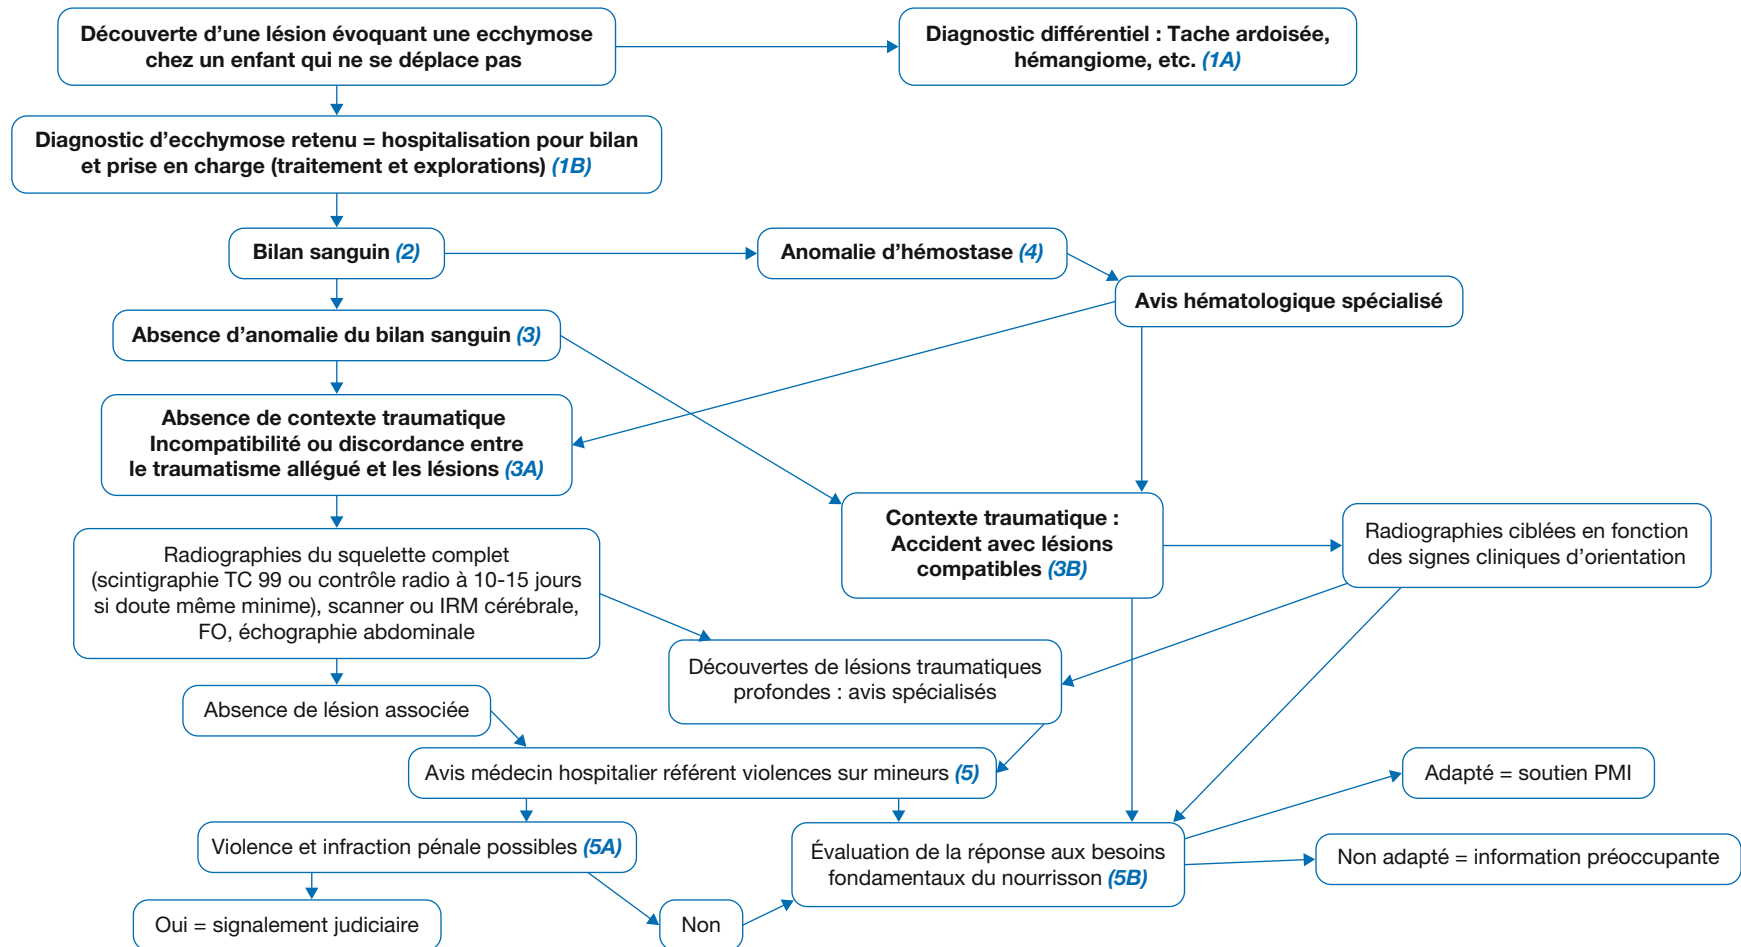 Découverte d'une lésion évoquant une ecchymose
chez un enfant qui ne se déplace pas
Diagnostic différentiel : Tache ardoisée,
hémangiome, etc. (1A)
Diagnostic d'ecchymose retenu = hospitalisation pour bilan
et prise en charge (traitement et explorations) (1B)
Bilan sanguin (2)
Anomalie d'hémostase (4)
Avis hématologique spécialisé
Absence d'anomalie du bilan sanguin (3)
Absence de contexte traumatique
Incompatibilité ou discordance entre
le traumatisme allégué et les lésions (3A)
Contexte traumatique :
Accident avec lésions
compatibles (3B)
Radiographies ciblées en fonction
des signes cliniques d'orientation
Radiographies du squelette complet
(scintigraphie TC 99 ou contrôle radio à 10-15 jours
si doute même minime), scanner ou IRM cérébrale,
FO, échographie abdominale
Découvertes de lésions traumatiques
profondes : avis spécialisés
Absence de lésion associée
Avis médecin hospitalier référent violences sur mineurs (5)
Adapté = soutien PMI
Violence et infraction pénale possibles (5A)
Évaluation de la réponse aux besoins
fondamentaux du nourrisson (5B)
Non adapté = information préoccupante
Oui = signalement judiciaire
Non